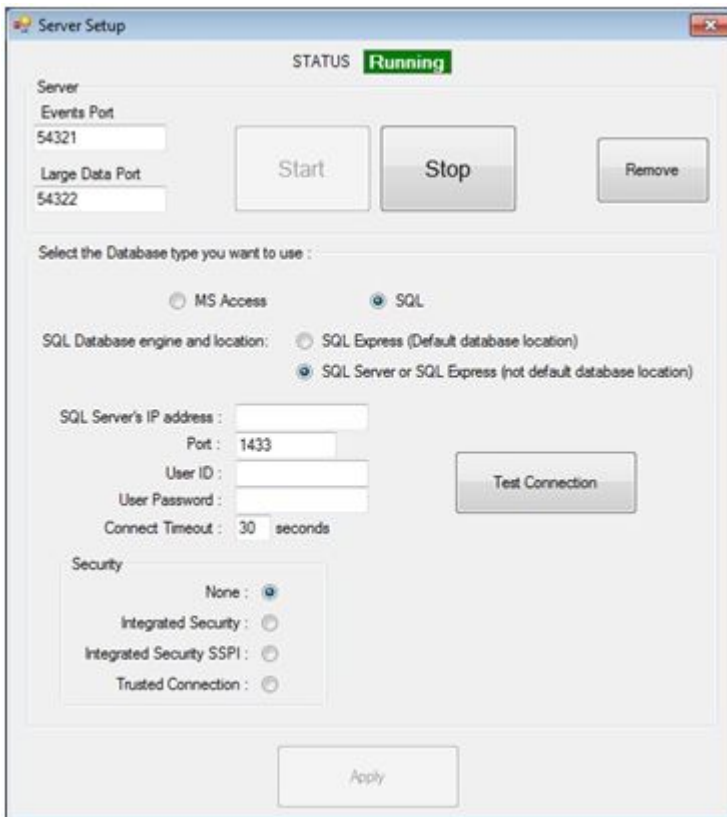 Server Setup
STATUS Running
Server
Events Port
54321
Large Data Port
54322
Start
Stop
Remove
Select the Database type you want to use :
MS Access
SQL
SQL Database engine and location:
SQL Express (Default database location)
SQL Server or SQL Express (not default database location)
SQL Server's IP address :
Port : 1433
User ID :
User Password :
Connect Timeout : 30 seconds
Test Connection
Security
None :
Integrated Security :
Integrated Security SSPI :
Trusted Connection :
Apply